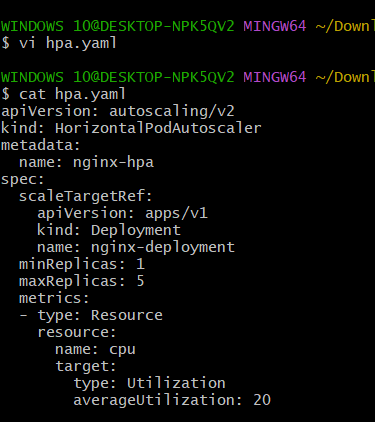 WINDOWS 10@DESKTOP-NPK5QV2 MINGW64 ~/Downl
$ vi hpa.yaml
WINDOWS 10@DESKTOP-NPK5QV2 MINGW64 ~/Downl
$ cat hpa.yaml
apiVersion: autoscaling/v2
kind: HorizontalPodAutoscaler
metadata:
  name: nginx-hpa
spec:
  scaleTargetRef:
    apiVersion: apps/v1
    kind: Deployment
    name: nginx-deployment
  minReplicas: 1
  maxReplicas: 5
  metrics:
  - type: Resource
    resource:
      name: cpu
      target:
        type: Utilization
        averageUtilization: 20